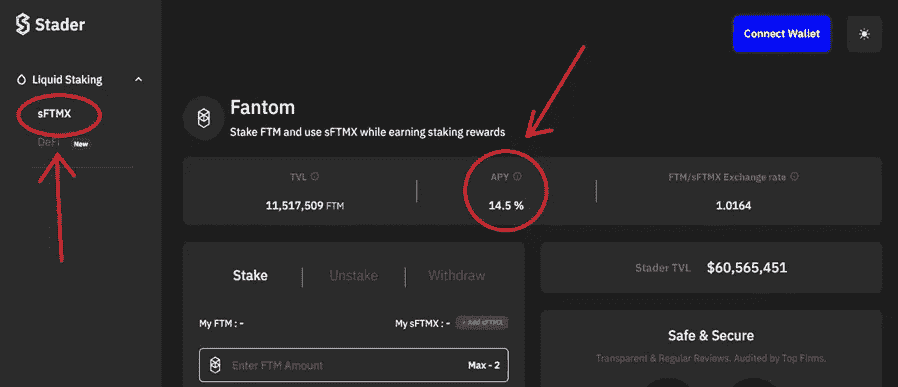 Stader
Connect Wallet
Liquid Staking
sFTMX
DeFi New
Fantom
Stake FTM and use sFTMX while earning staking rewards
TVL
11,517,509 FTM
APY
14.5 %
FTM/sFTMX Exchange rate
1.0164
Stake
Unstake
Withdraw
My FTM : -
My sFTMX : - + Add sFTMX
Enter FTM Amount
Max - 2
Stader TVL $60,565,451
Safe & Secure
Transparent & Regular Reviews. Audited by Top Firms.